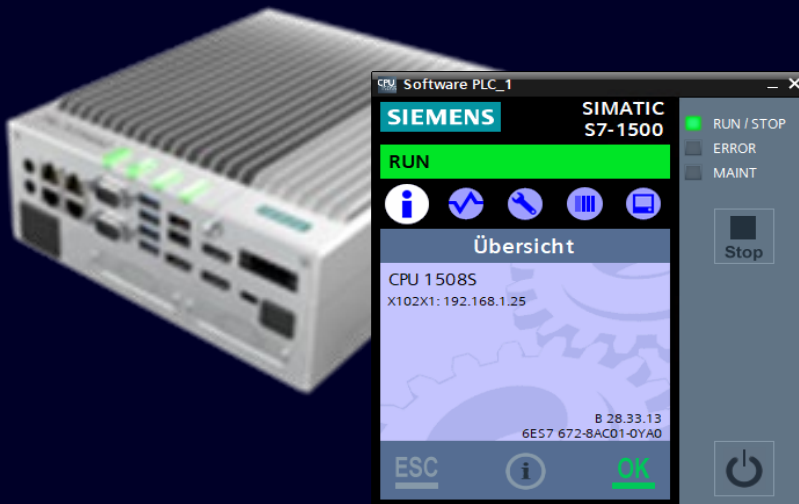 Software PLC_1
SIEMENS
SIMATIC
S7-1500
RUN
Übersicht
CPU 1508S
X102X1: 192.168.1.25
B 28.33.13
6ES7 672-8AC01-0YA0
ESC
OK
RUN / STOP
ERROR
MAINT
Stop